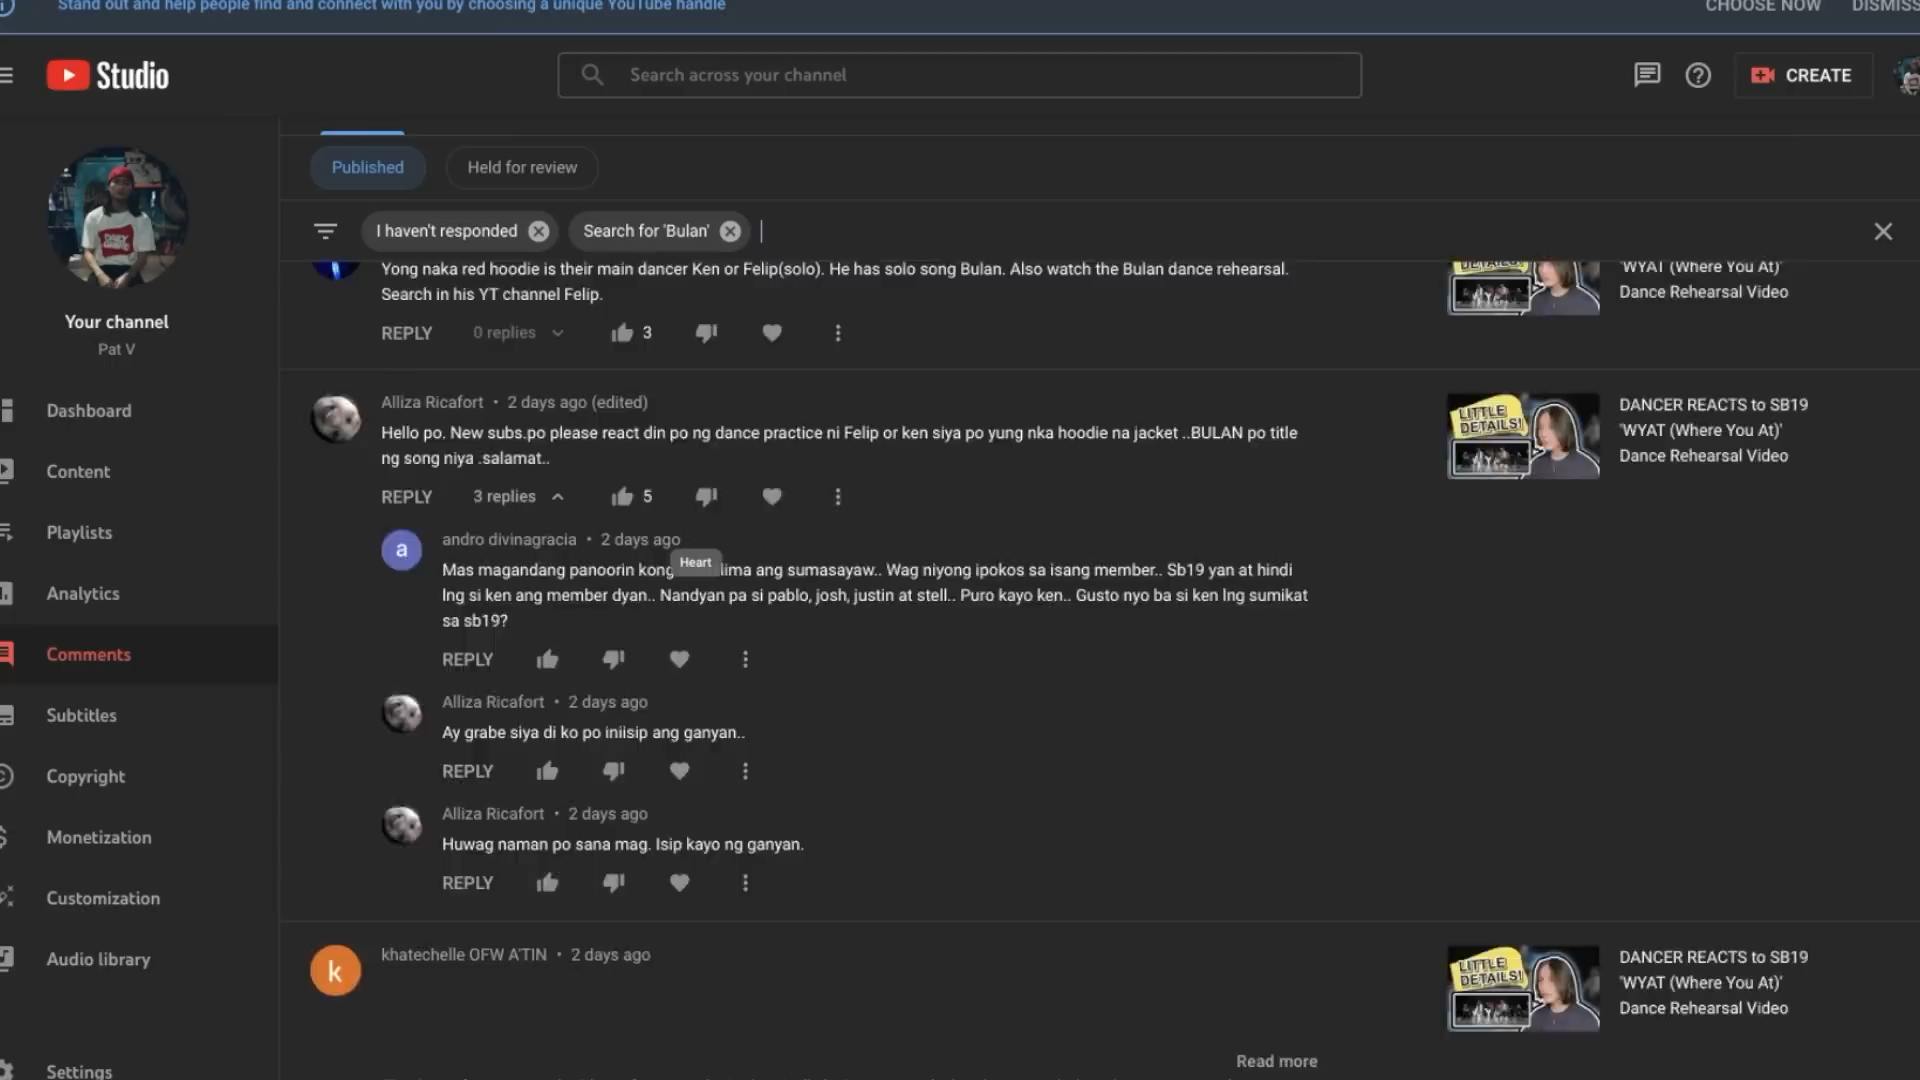 Stand out and help people find and connect with you by choosing a unique YouTube handle
CHOOSE NOW
DISMISS
Studio
Search across your channel
CREATE
Your channel
Pat V
Dashboard
Content
Playlists
Analytics
Comments
Subtitles
Copyright
Monetization
Customization
Audio library
Settings
Published
Held for review
I haven't responded
Search for 'Bulan'
Yong naka red hoodie is their main dancer Ken or Felip(solo). He has solo song Bulan. Also watch the Bulan dance rehearsal.
Search in his YT channel Felip.
REPLY 0 replies 3
DETAILS!
'WYAT (Where You At)'
Dance Rehearsal Video
Alliza Ricafort • 2 days ago (edited)
Hello po. New subs.po please react din po ng dance practice ni Felip or ken siya po yung nka hoodie na jacket ..BULAN po title
ng song niya .salamat..
REPLY 3 replies 5
LITTLE
DETAILS!
DANCER REACTS to SB19
'WYAT (Where You At)'
Dance Rehearsal Video
a
andro divinagracia • 2 days ago
Heart
Mas magandang panoorin kong lima ang sumasayaw.. Wag niyong ipokos sa isang member.. Sb19 yan at hindi
lng si ken ang member dyan.. Nandyan pa si pablo, josh, justin at stell.. Puro kayo ken.. Gusto nyo ba si ken lng sumikat
sa sb19?
REPLY
Alliza Ricafort • 2 days ago
Ay grabe siya di ko po iniisip ang ganyan..
REPLY
Alliza Ricafort • 2 days ago
Huwag naman po sana mag. Isip kayo ng ganyan.
REPLY
k
khatechelle OFW A'TIN • 2 days ago
Read more
LITTLE
DETAILS!
DANCER REACTS to SB19
'WYAT (Where You At)'
Dance Rehearsal Video